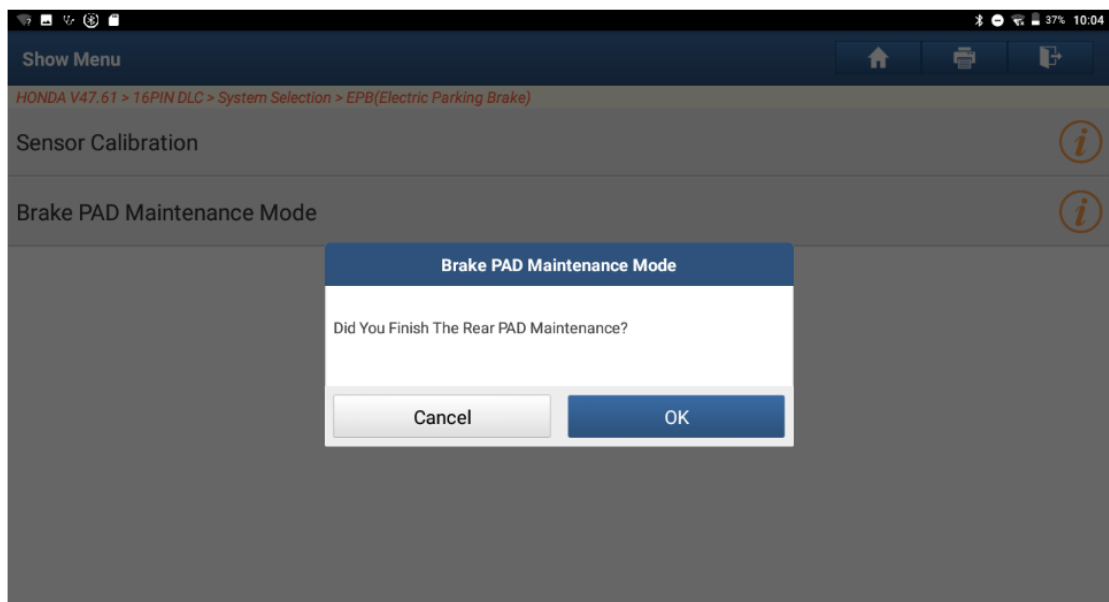 37% 10:04
Show Menu
HONDA V47.61 > 16PIN DLC > System Selection > EPB(Electric Parking Brake)
Sensor Calibration
i
Brake PAD Maintenance Mode
i
Brake PAD Maintenance Mode
Did You Finish The Rear PAD Maintenance?
Cancel
OK